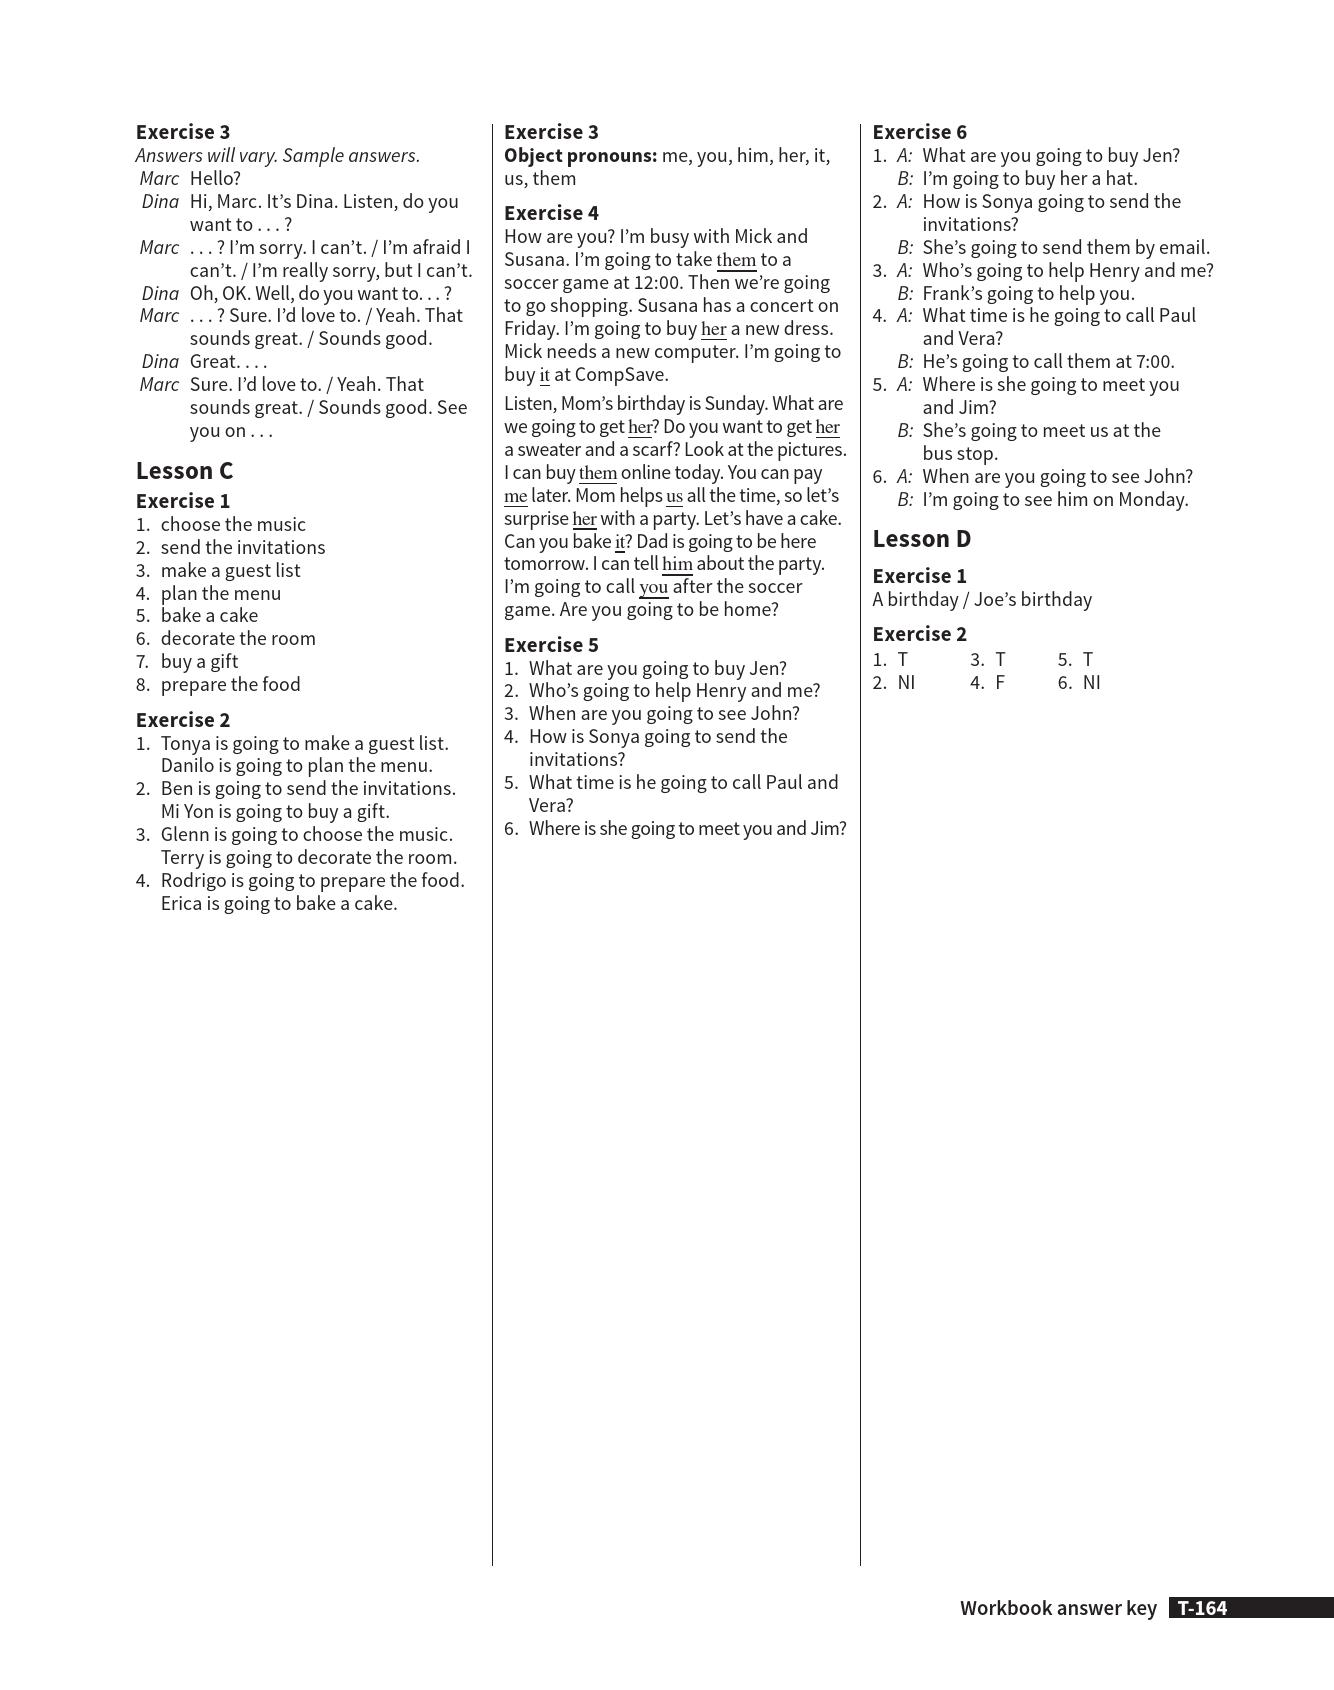 Exercise 3
Answers will vary. Sample answers.
Marc Hello?
Dina Hi, Marc. It’s Dina. Listen, do you
want to . . . ?
Marc . . . ? I’m sorry. I can’t. / I’m afraid I
can’t. / I’m really sorry, but I can’t.
Dina Oh, OK. Well, do you want to. . . ?
Marc . . . ? Sure. I’d love to. / Yeah. That
sounds great. / Sounds good.
Dina Great. . . .
Marc Sure. I’d love to. / Yeah. That
sounds great. / Sounds good. See
you on . . .
Lesson C
Exercise 1
1. choose the music
2. send the invitations
3. make a guest list
4. plan the menu
5. bake a cake
6. decorate the room
7. buy a gift
8. prepare the food
Exercise 2
1. Tonya is going to make a guest list.
Danilo is going to plan the menu.
2. Ben is going to send the invitations.
Mi Yon is going to buy a gift.
3. Glenn is going to choose the music.
Terry is going to decorate the room.
4. Rodrigo is going to prepare the food.
Erica is going to bake a cake.
Exercise 3
Object pronouns: me, you, him, her, it,
us, them
Exercise 4
How are you? I’m busy with Mick and
Susana. I’m going to take them to a
soccer game at 12:00. Then we’re going
to go shopping. Susana has a concert on
Friday. I’m going to buy her a new dress.
Mick needs a new computer. I’m going to
buy it at CompSave.
Listen, Mom’s birthday is Sunday. What are
we going to get her? Do you want to get her
a sweater and a scarf? Look at the pictures.
I can buy them online today. You can pay
me later. Mom helps us all the time, so let’s
surprise her with a party. Let’s have a cake.
Can you bake it? Dad is going to be here
tomorrow. I can tell him about the party.
I’m going to call you after the soccer
game. Are you going to be home?
Exercise 5
1. What are you going to buy Jen?
2. Who’s going to help Henry and me?
3. When are you going to see John?
4. How is Sonya going to send the
invitations?
5. What time is he going to call Paul and
Vera?
6. Where is she going to meet you and Jim?
Exercise 6
1. A: What are you going to buy Jen?
B: I’m going to buy her a hat.
2. A: How is Sonya going to send the
invitations?
B: She’s going to send them by email.
3. A: Who’s going to help Henry and me?
B: Frank’s going to help you.
4. A: What time is he going to call Paul
and Vera?
B: He’s going to call them at 7:00.
5. A: Where is she going to meet you
and Jim?
B: She’s going to meet us at the
bus stop.
6. A: When are you going to see John?
B: I’m going to see him on Monday.
Lesson D
Exercise 1
A birthday / Joe’s birthday
Exercise 2
1. T 3. T 5. T
2. NI 4. F 6. NI
Workbook answer key T-164